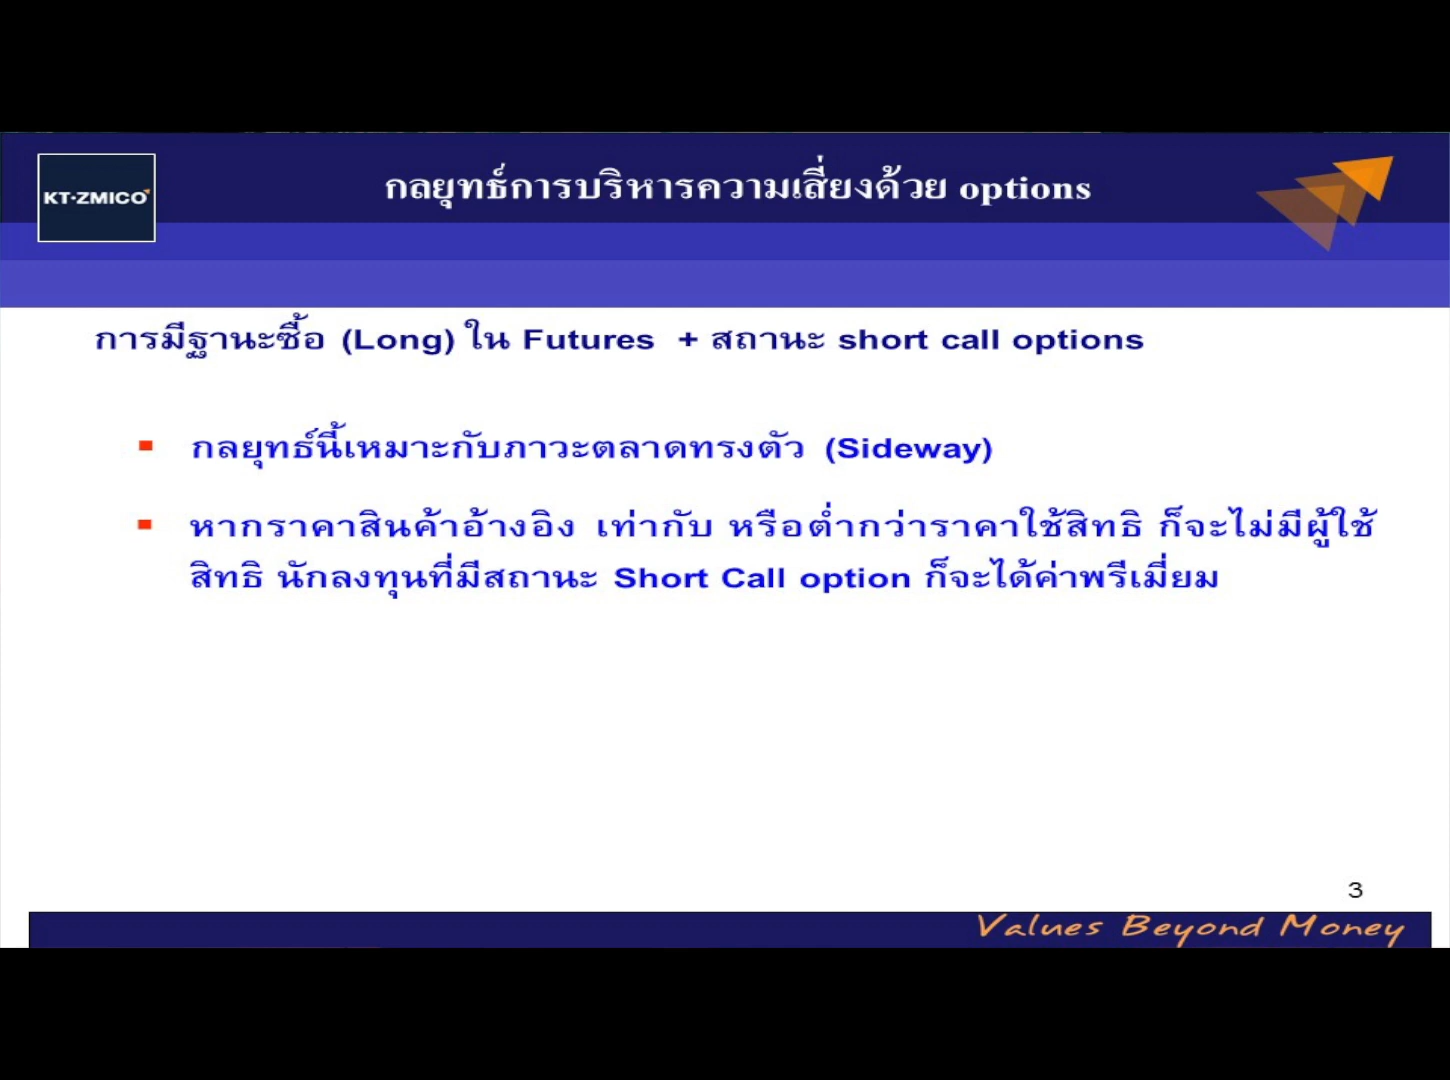 KT·ZMICO
กลยุทธ์การบริหารความเสี่ยงด้วย options
การมีฐานะซื้อ (Long) ใน Futures + สถานะ short call options
กลยุทธ์นี้เหมาะกับภาวะตลาดทรงตัว (Sideway)
หากราคาสินค้าอ้างอิง เท่ากับ หรือต่ำกว่าราคาใช้สิทธิ ก็จะไม่มีผู้ใช้
สิทธิ นักลงทุนที่มีสถานะ Short Call option ก็จะได้ค่าพรีเมี่ยม
3
Values Beyond Money